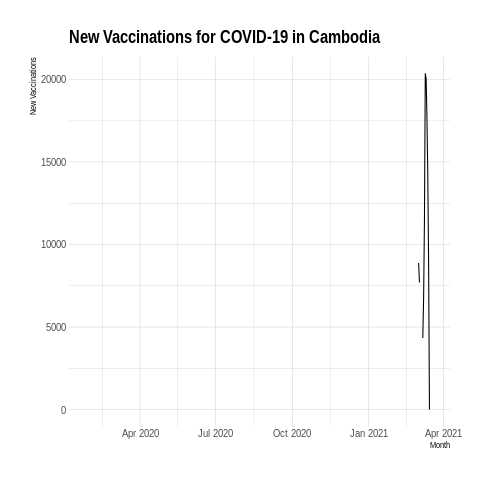 New Vaccinations for COVID-19 in Cambodia
New Vaccinations
20000
15000
10000
5000
0
Apr 2020 Jul 2020 Oct 2020 Jan 2021 Apr 2021
Month